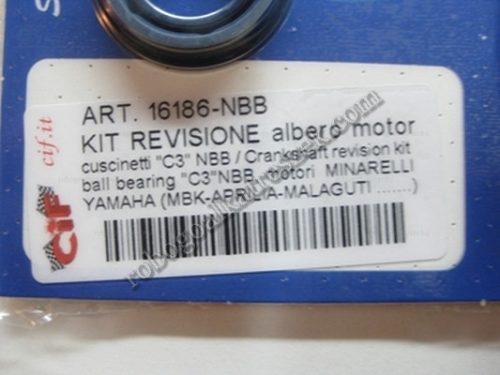 ART. 16186-NBB
KIT REVISIONE albero motor
cuscinetti "C3" NBB / Crankshaft revision kit
ball bearing "C3"NBB motori MINARELLI
YAMAHA (MBK-APRILIA-MALAGUTI .......)
cif.it
CiF